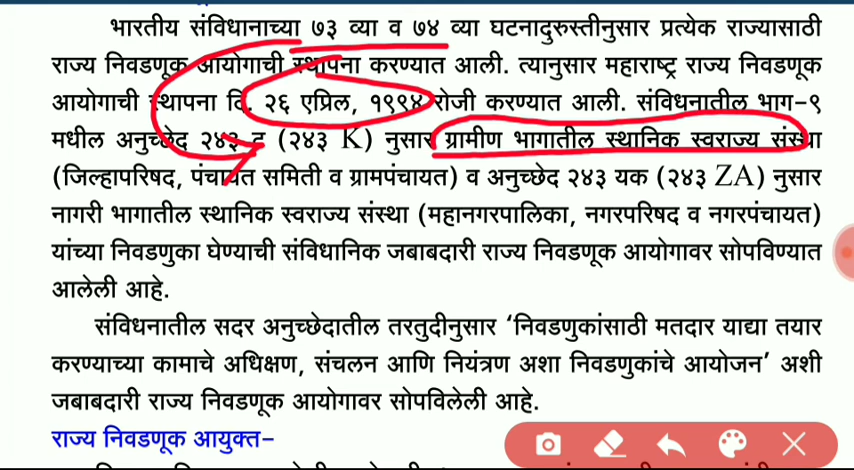 भारतीय संविधानाच्या ७३ व्या व ७४ व्या घटनादुरुस्तीनुसार प्रत्येक राज्यासाठी
राज्य निवडणूक आयोगाची स्थापना करण्यात आली. त्यानुसार महाराष्ट्र राज्य निवडणूक
आयोगाची स्थापना दि. २६ एप्रिल, १९९४ रोजी करण्यात आली. संविधनातील भाग-९
मधील अनुच्छेद २४३ ट (२४३ K) नुसार ग्रामीण भागातील स्थानिक स्वराज्य संस्था
(जिल्हापरिषद, पंचायत समिती व ग्रामपंचायत) व अनुच्छेद २४३ यक (२४३ ZA) नुसार
नागरी भागातील स्थानिक स्वराज्य संस्था (महानगरपालिका, नगरपरिषद व नगरपंचायत)
यांच्या निवडणुका घेण्याची संविधानिक जबाबदारी राज्य निवडणूक आयोगावर सोपविण्यात
आलेली आहे.
संविधनातील सदर अनुच्छेदातील तरतुदीनुसार ‘निवडणुकांसाठी मतदार याद्या तयार
करण्याच्या कामाचे अधिक्षण, संचलन आणि नियंत्रण अशा निवडणुकांचे आयोजन’ अशी
जबाबदारी राज्य निवडणूक आयोगावर सोपविलेली आहे.
राज्य निवडणूक आयुक्त-